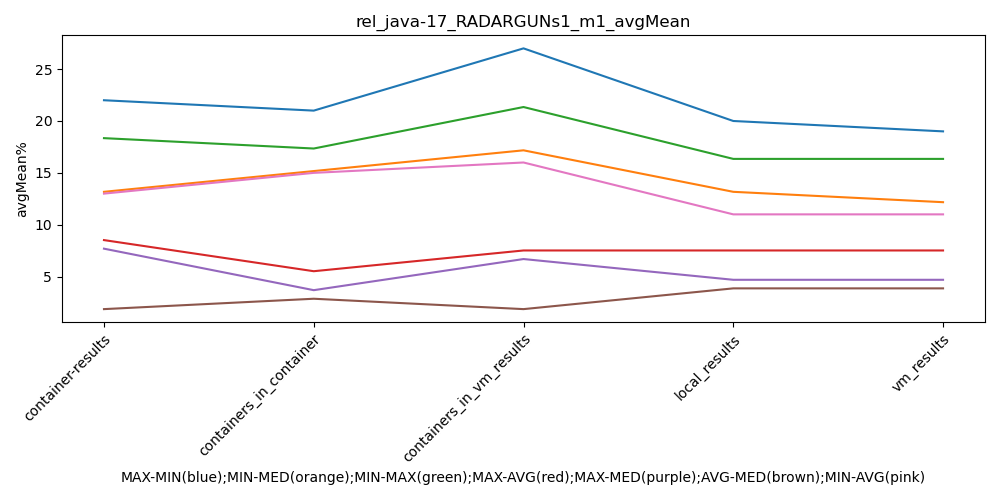 rel_java-17_RADARGUNs1_m1_avgMean
avgMean%
25
20
15
10
5
container-results
containers_in_container
containers_in_vm_results
local_results
vm_results
MAX-MIN(blue);MIN-MED(orange);MIN-MAX(green);MAX-AVG(red);MAX-MED(purple);AVG-MED(brown);MIN-AVG(pink)